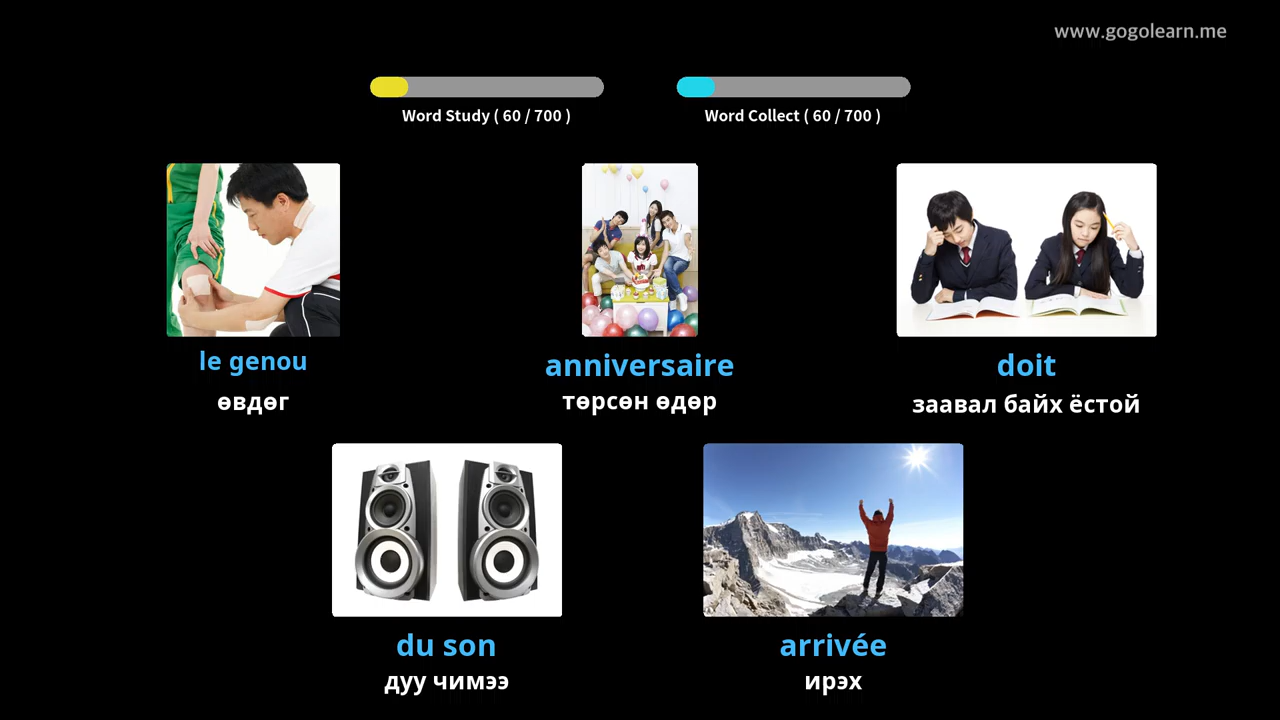 www.gogolearn.me
Word Study ( 60 / 700 )
Word Collect ( 60 / 700 )
le genou
өвдөг
anniversaire
төрсөн өдөр
doit
заавал байх ёстой
du son
дуу чимээ
arrivée
ирэх